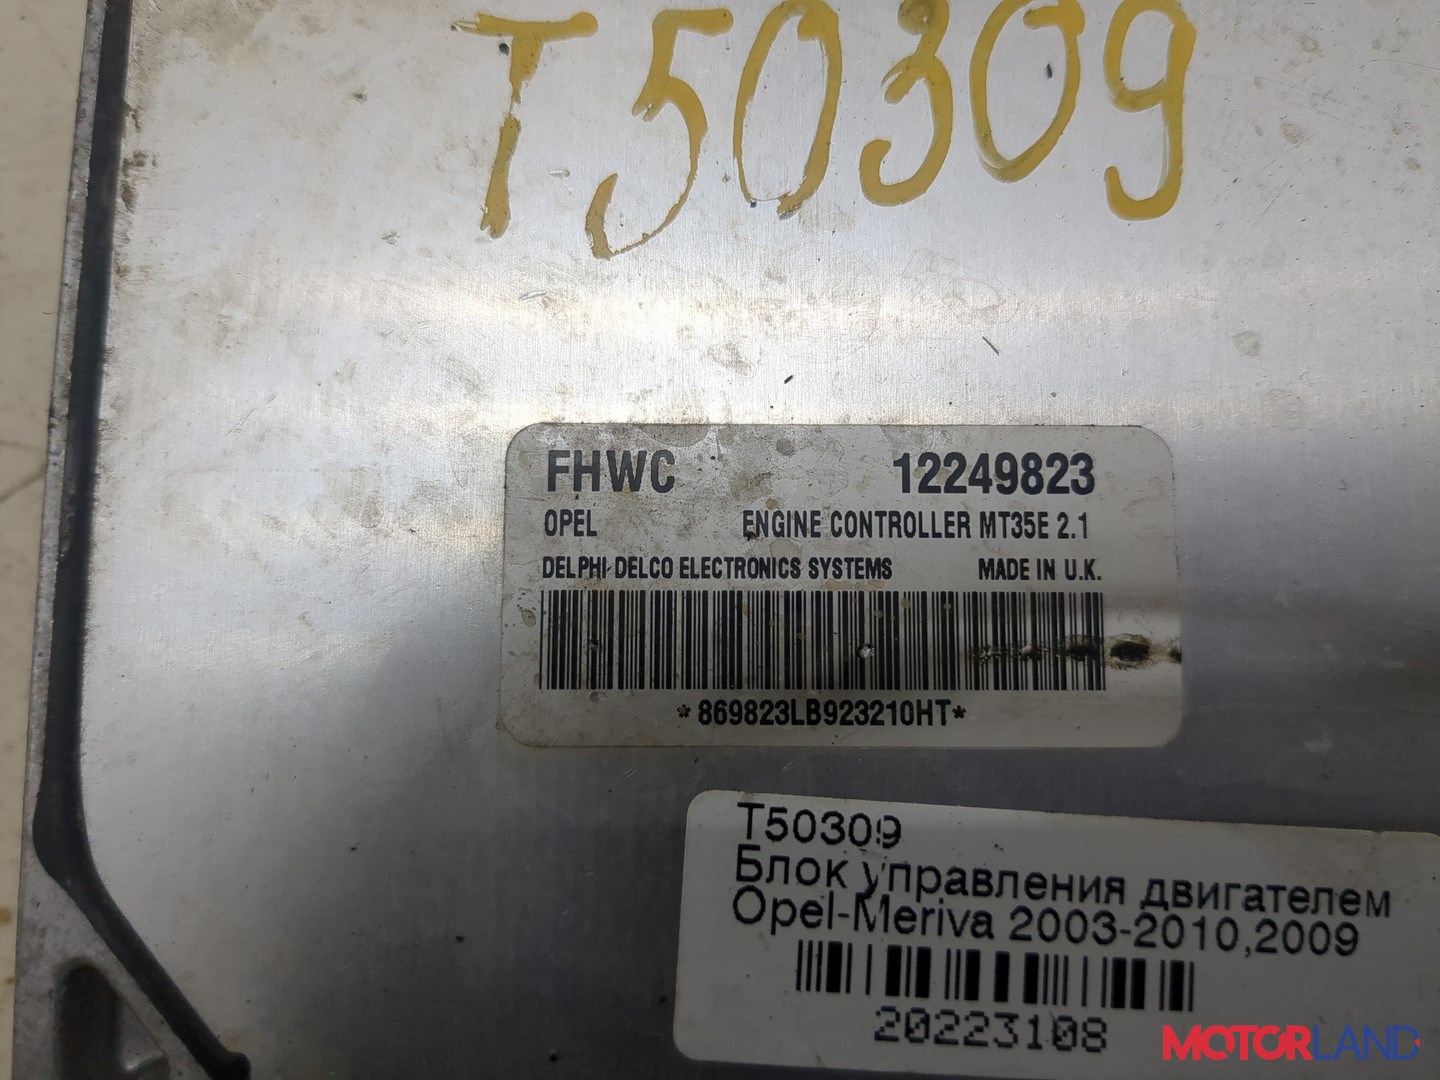 T50309
FHWC 12249823
OPEL ENGINE CONTROLLER MT35E 2.1
DELPHI-DELCO ELECTRONICS SYSTEMS MADE IN U.K.
*869823LB923210HT*
T50309
Блок управления двигателем
Opel-Meriva 2003-2010,2009
20223108
MOTORLAND